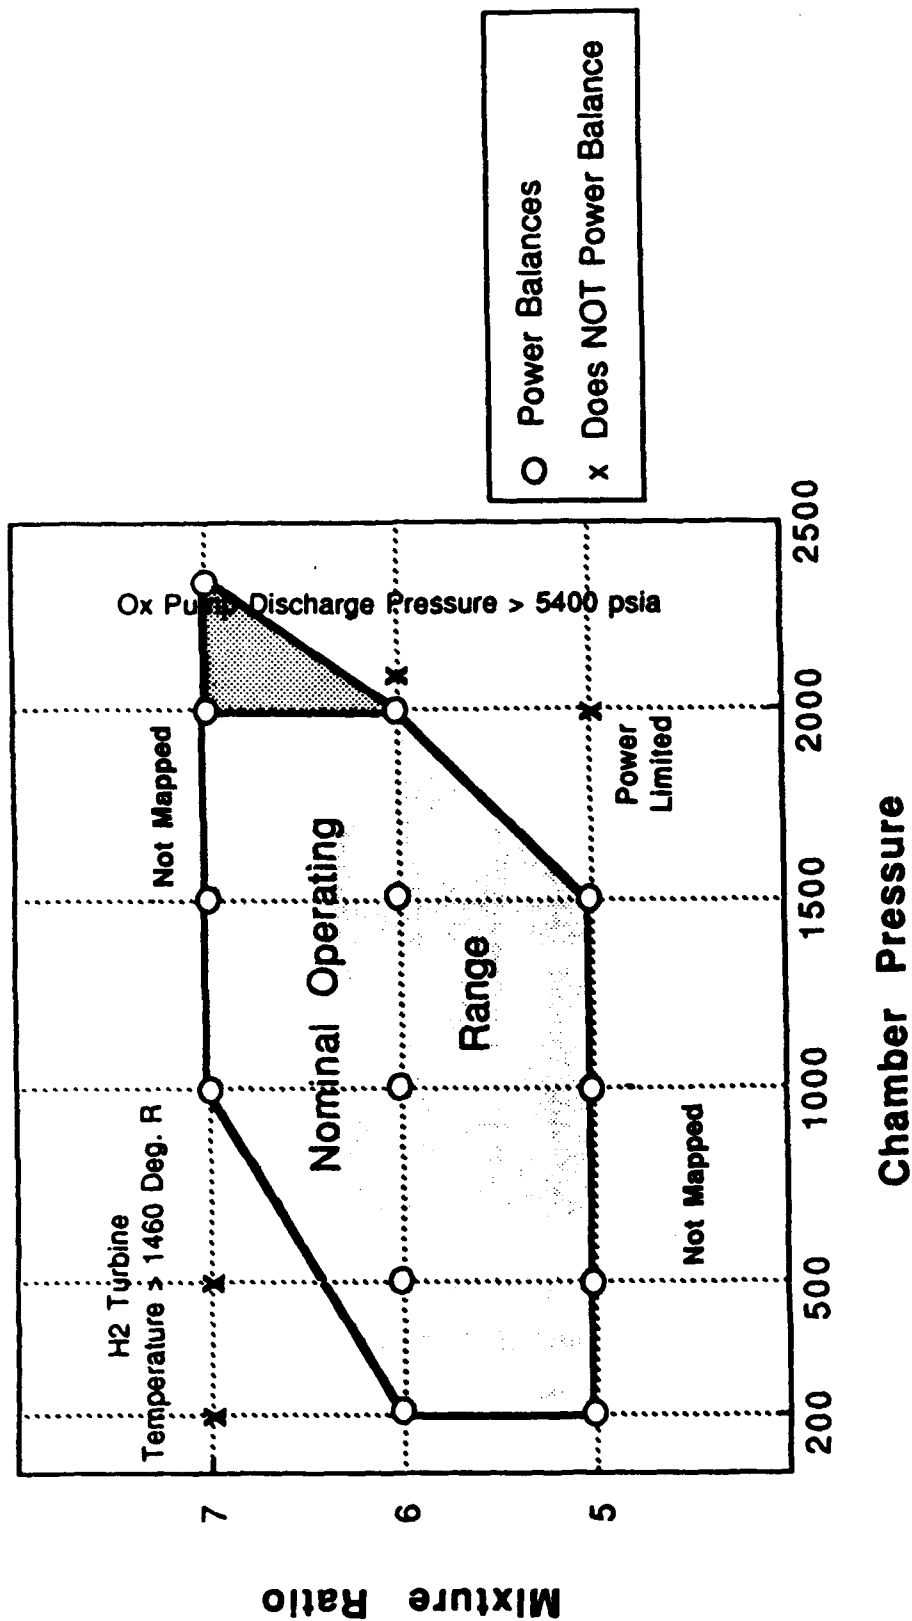 Mixture Ratio
7
6
5
H2 Turbine
Temperature > 1460 Deg. R
Not Mapped
Ox Pump Discharge Pressure > 5400 psia
Nominal Operating
Range
Power
Limited
Not Mapped
200
500
1000
1500
2000
2500
Chamber Pressure
O Power Balances
x Does NOT Power Balance